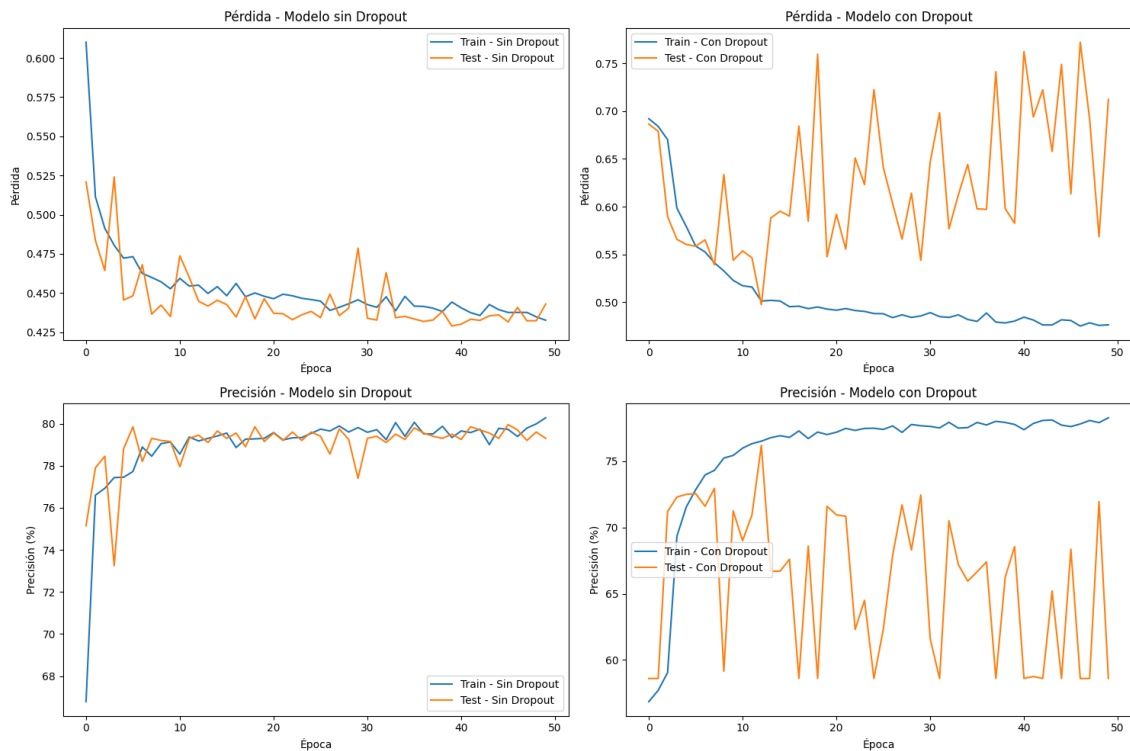 Pérdida - Modelo sin Dropout
Pérdida
0.600
0.575
0.550
0.525
0.500
0.475
0.450
0.425
Train - Sin Dropout
Test - Sin Dropout
0 10 20 30 40 50
Época
Pérdida - Modelo con Dropout
Pérdida
0.75
0.70
0.65
0.60
0.55
0.50
Train - Con Dropout
Test - Con Dropout
0 10 20 30 40 50
Época
Precisión - Modelo sin Dropout
Precisión (%)
80
78
76
74
72
70
68
Train - Sin Dropout
Test - Sin Dropout
0 10 20 30 40 50
Época
Precisión - Modelo con Dropout
Precisión (%)
75
70
65
60
Train - Con Dropout
Test - Con Dropout
0 10 20 30 40 50
Época